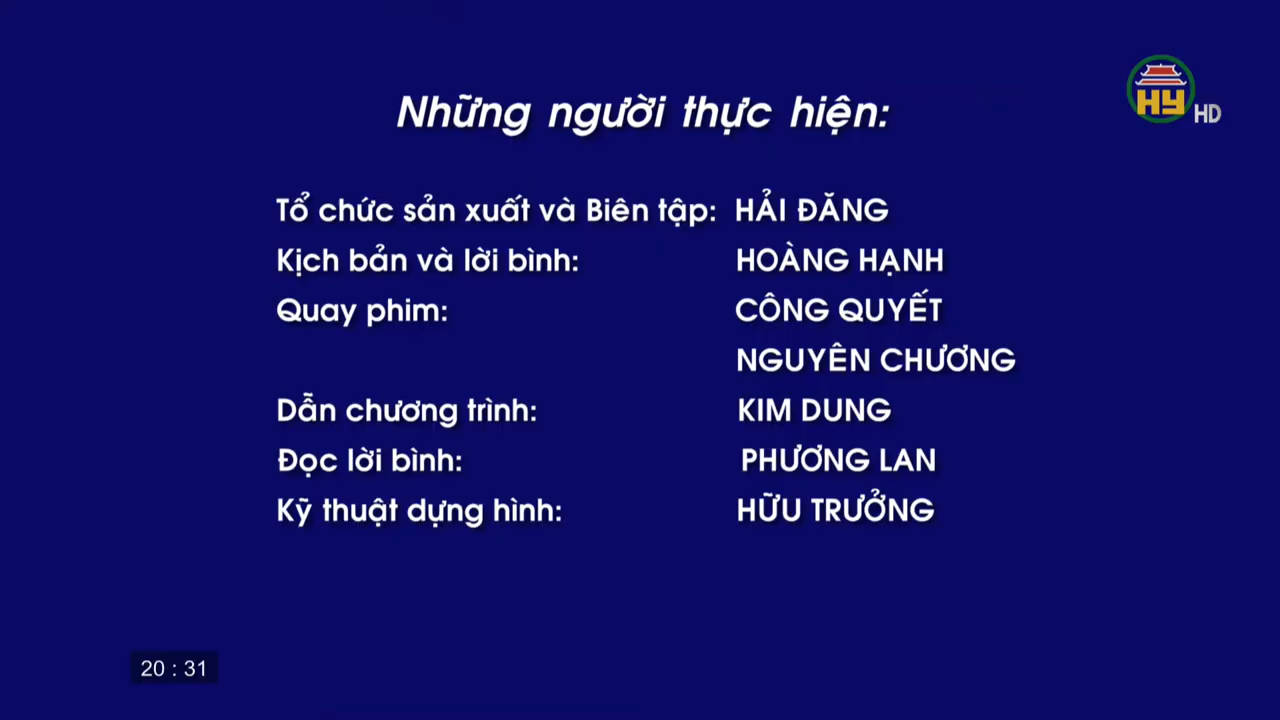 HY HD
Những người thực hiện:
Tổ chức sản xuất và Biên tập: HẢI ĐĂNG
Kịch bản và lời bình: HOÀNG HẠNH
Quay phim: CÔNG QUYẾT
NGUYÊN CHƯƠNG
Dẫn chương trình: KIM DUNG
Đọc lời bình: PHƯƠNG LAN
Kỹ thuật dựng hình: HỮU TRƯỞNG
20 : 31